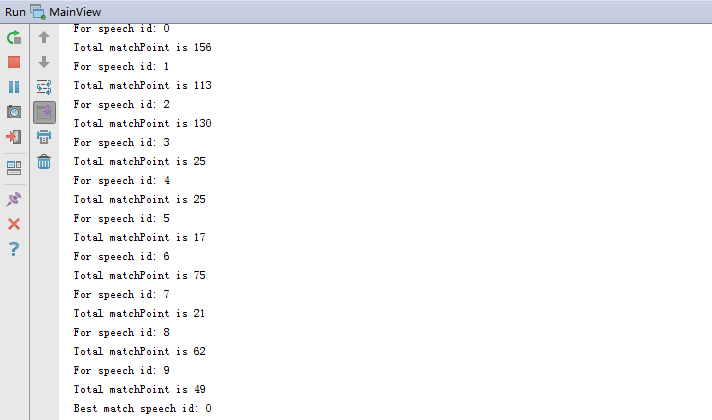 Run MainView
For speech id: 0
Total matchPoint is 156
For speech id: 1
Total matchPoint is 113
For speech id: 2
Total matchPoint is 130
For speech id: 3
Total matchPoint is 25
For speech id: 4
Total matchPoint is 25
For speech id: 5
Total matchPoint is 17
For speech id: 6
Total matchPoint is 75
For speech id: 7
Total matchPoint is 21
For speech id: 8
Total matchPoint is 62
For speech id: 9
Total matchPoint is 49
Best match speech id: 0